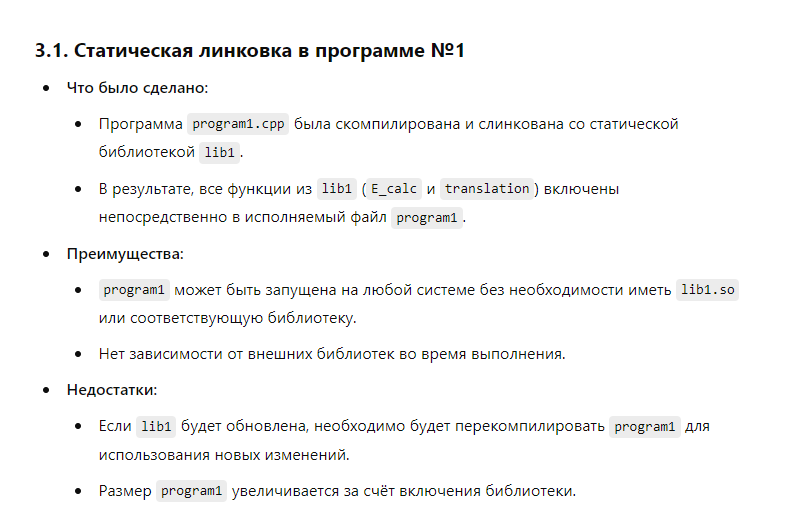 3.1. Статическая линковка в программе №1
• Что было сделано:
• Программа program1.cpp была скомпилирована и слинкована со статической
библиотекой lib1.
• В результате, все функции из lib1 ( E_calc и translation ) включены
непосредственно в исполняемый файл program1.
• Преимущества:
• program1 может быть запущена на любой системе без необходимости иметь lib1.so
или соответствующую библиотеку.
• Нет зависимости от внешних библиотек во время выполнения.
• Недостатки:
• Если lib1 будет обновлена, необходимо будет перекомпилировать program1 для
использования новых изменений.
• Размер program1 увеличивается за счёт включения библиотеки.